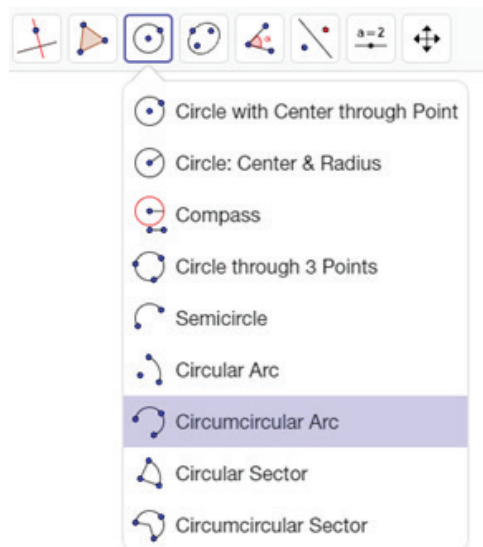 a=2
Circle with Center through Point
Circle: Center & Radius
Compass
Circle through 3 Points
Semicircle
Circular Arc
Circumcircular Arc
Circular Sector
Circumcircular Sector